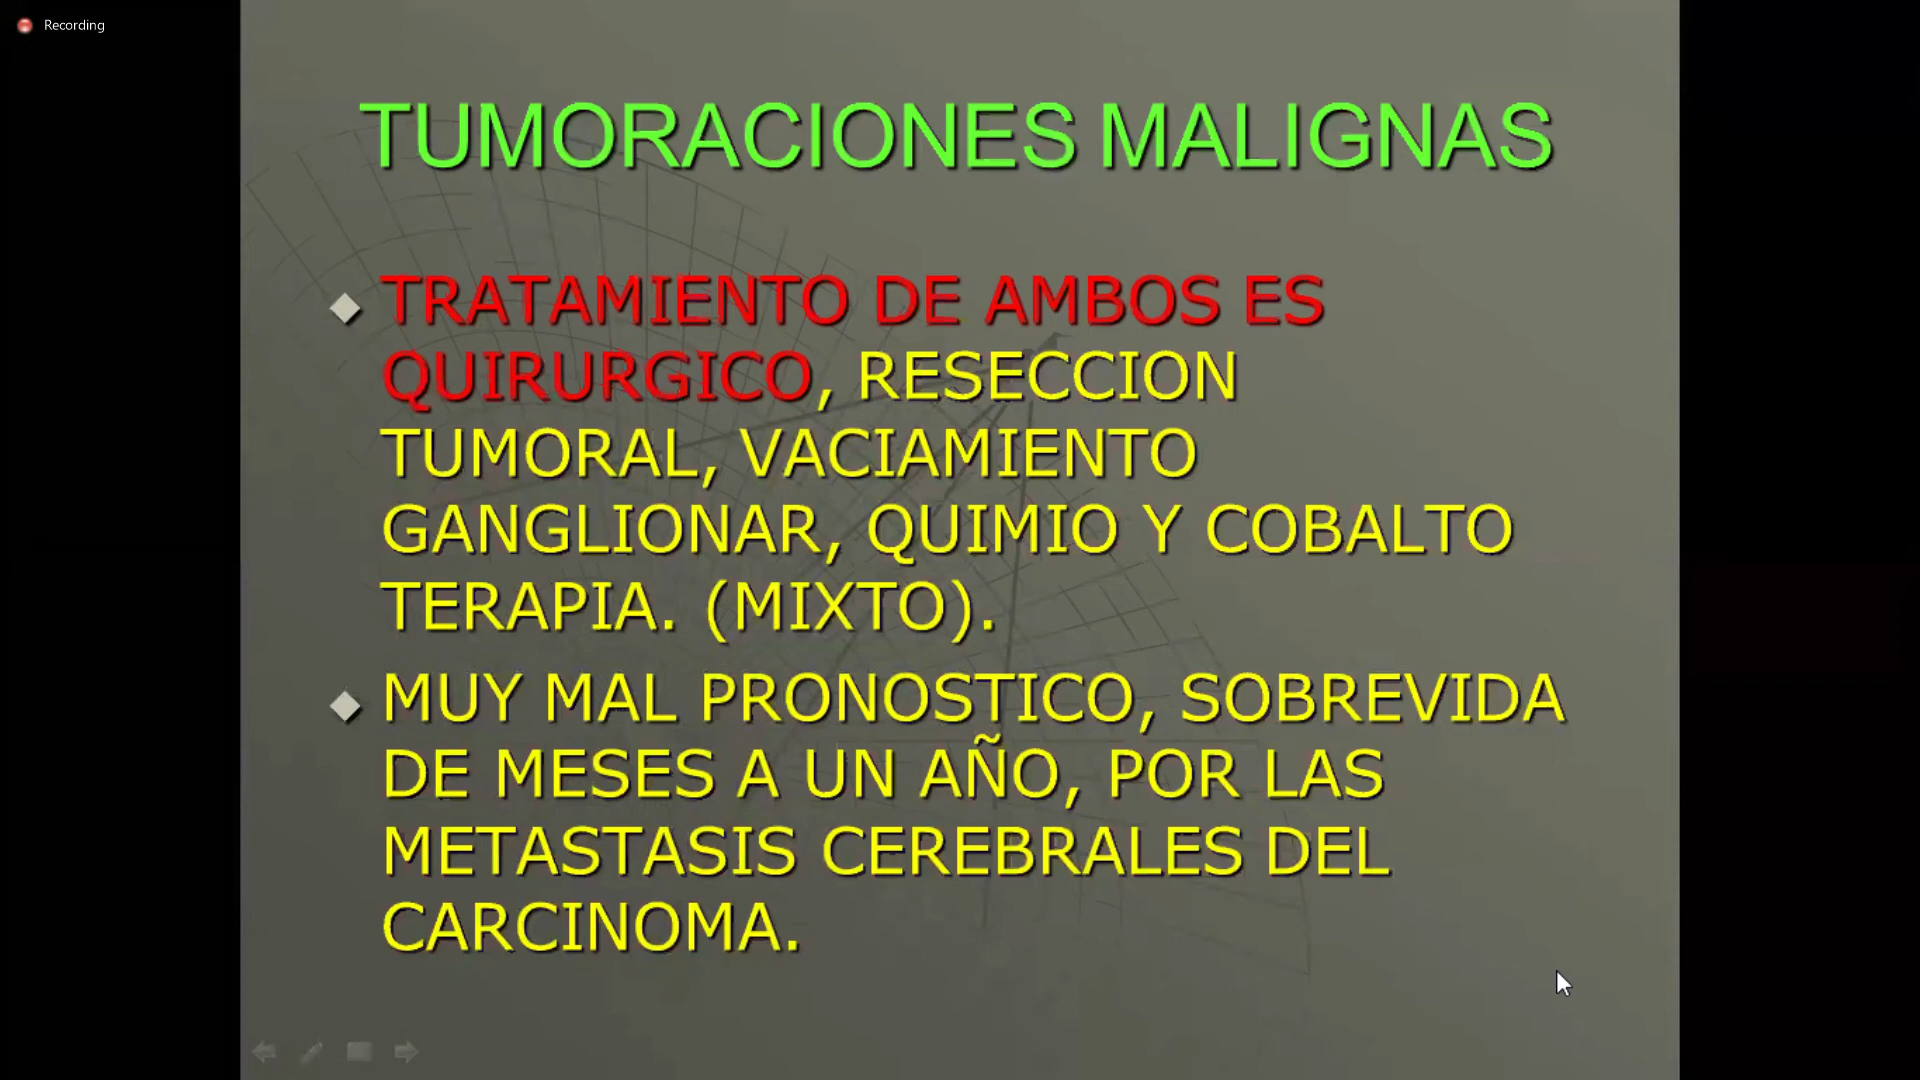 Recording
TUMORACIONES MALIGNAS
TRATAMIENTO DE AMBOS ES
QUIRURGICO, RESECCION
TUMORAL, VACIAMIENTO
GANGLIONAR, QUIMIO Y COBALTO
TERAPIA. (MIXTO).
MUY MAL PRONOSTICO, SOBREVIDA
DE MESES A UN AÑO, POR LAS
METASTASIS CEREBRALES DEL
CARCINOMA.